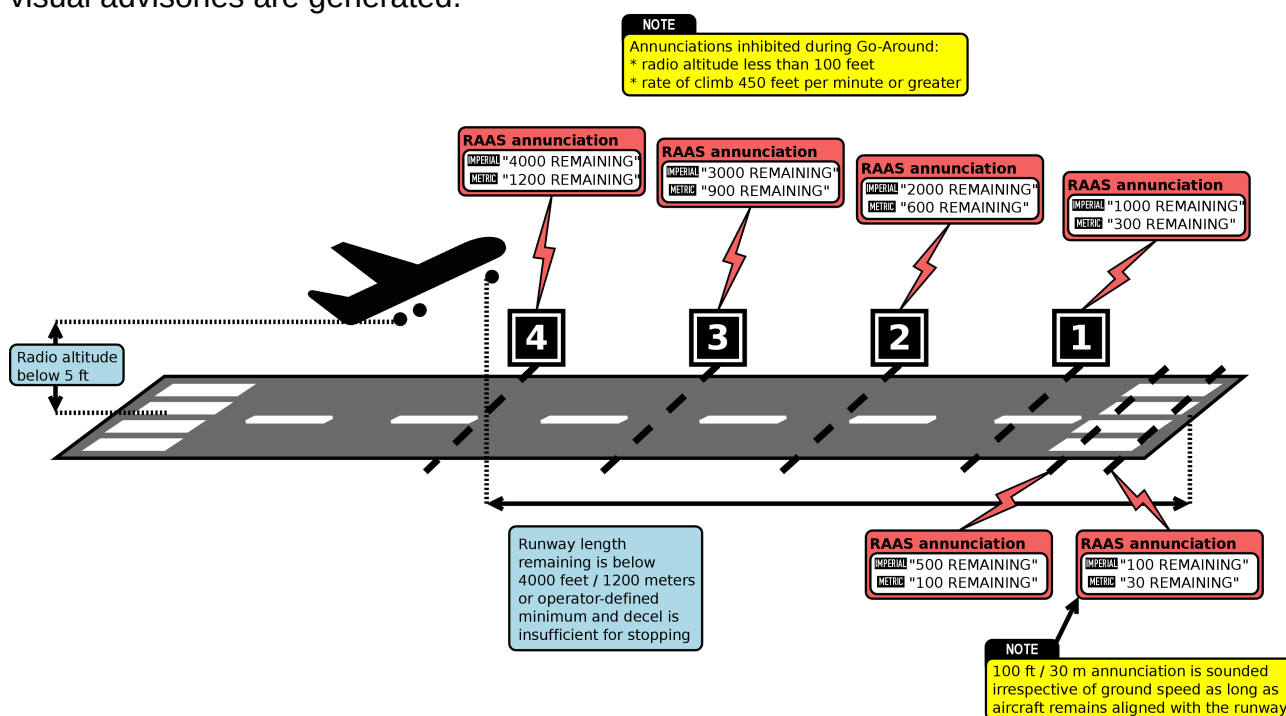 visual advisories are generated.
NOTE
Annunciations inhibited during Go-Around:
* radio altitude less than 100 feet
* rate of climb 450 feet per minute or greater
RAAS annunciation
IMPERIAL "4000 REMAINING"
METRIC "1200 REMAINING"
RAAS annunciation
IMPERIAL "3000 REMAINING"
METRIC "900 REMAINING"
RAAS annunciation
IMPERIAL "2000 REMAINING"
METRIC "600 REMAINING"
RAAS annunciation
IMPERIAL "1000 REMAINING"
METRIC "300 REMAINING"
4
3
2
1
Radio altitude
below 5 ft
Runway length
remaining is below
4000 feet / 1200 meters
or operator-defined
minimum and decel is
insufficient for stopping
RAAS annunciation
IMPERIAL "500 REMAINING"
METRIC "100 REMAINING"
RAAS annunciation
IMPERIAL "100 REMAINING"
METRIC "30 REMAINING"
NOTE
100 ft / 30 m annunciation is sounded
irrespective of ground speed as long as
aircraft remains aligned with the runway